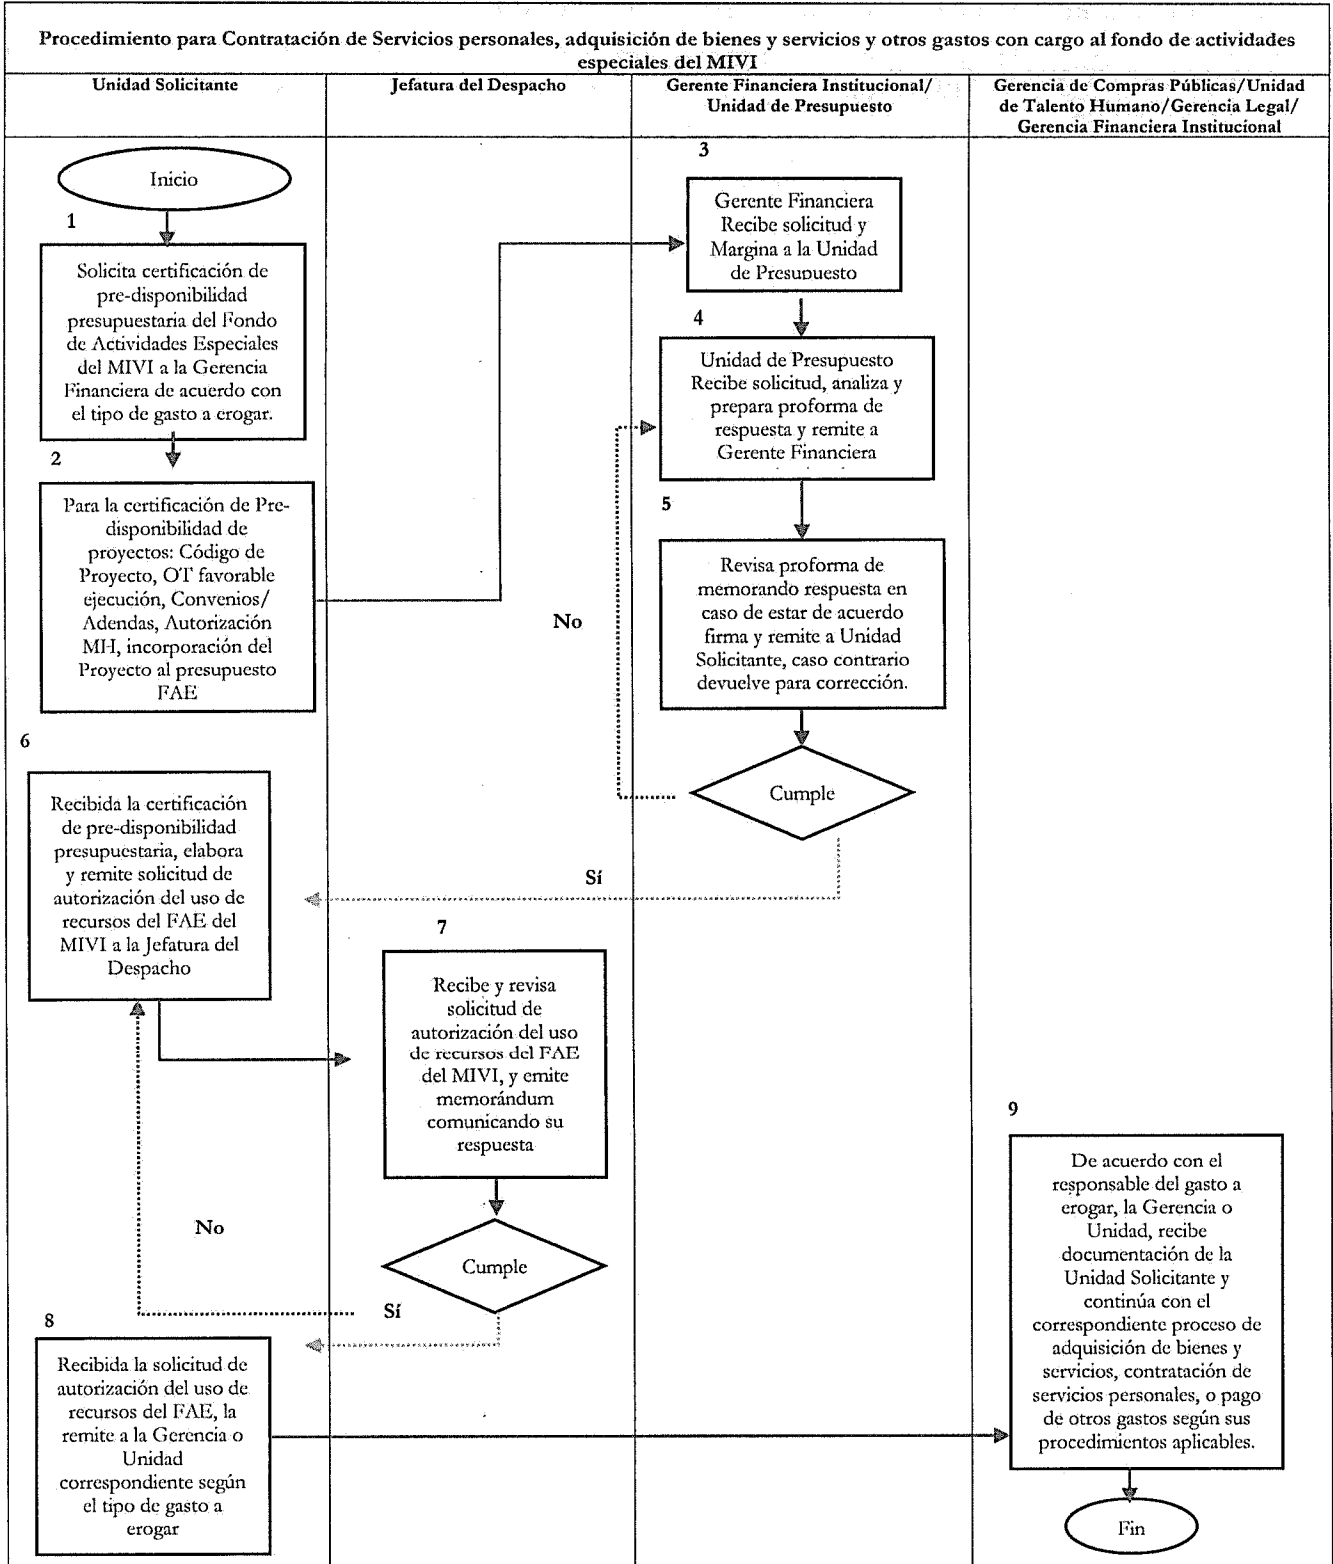 Procedimiento para Contratación de Servicios personales, adquisición de bienes y servicios y otros gastos con cargo al fondo de actividades
especiales del MIVI
Unidad Solicitante
Jefatura del Despacho
Gerente Financiera Institucional/
Unidad de Presupuesto
Gerencia de Compras Públicas/Unidad
de Talento Humano/Gerencia Legal/
Gerencia Financiera Institucional
Inicio
1
Solicita certificación de
pre-disponibilidad
presupuestaria del Fondo
de Actividades Especiales
del MIVI a la Gerencia
Financiera de acuerdo con
el tipo de gasto a erogar.
2
Para la certificación de Pre-
disponibilidad de
proyectos: Código de
Proyecto, OT favorable
ejecución, Convenios/
Adendas, Autorización
MH, incorporación del
Proyecto al presupuesto
FAE
3
Gerente Financiera
Recibe solicitud y
Margina a la Unidad
de Presupuesto
4
Unidad de Presupuesto
Recibe solicitud, analiza y
prepara proforma de
respuesta y remite a
Gerente Financiera
5
Revisa proforma de
memorando respuesta en
caso de estar de acuerdo
firma y remite a Unidad
Solicitante, caso contrario
devuelve para corrección.
No
Cumple
Sí
6
Recibida la certificación
de pre-disponibilidad
presupuestaria, elabora
y remite solicitud de
autorización del uso de
recursos del FAE del
MIVI a la Jefatura del
Despacho
7
Recibe y revisa
solicitud de
autorización del uso
de recursos del FAE
del MIVI, y emite
memorándum
comunicando su
respuesta
No
Cumple
Sí
8
Recibida la solicitud de
autorización del uso de
recursos del FAE, la
remite a la Gerencia o
Unidad
correspondiente según
el tipo de gasto a
erogar
9
De acuerdo con el
responsable del gasto a
erogar, la Gerencia o
Unidad, recibe
documentación de la
Unidad Solicitante y
continúa con el
correspondiente proceso de
adquisición de bienes y
servicios, contratación de
servicios personales, o pago
de otros gastos según sus
procedimientos aplicables.
Fin